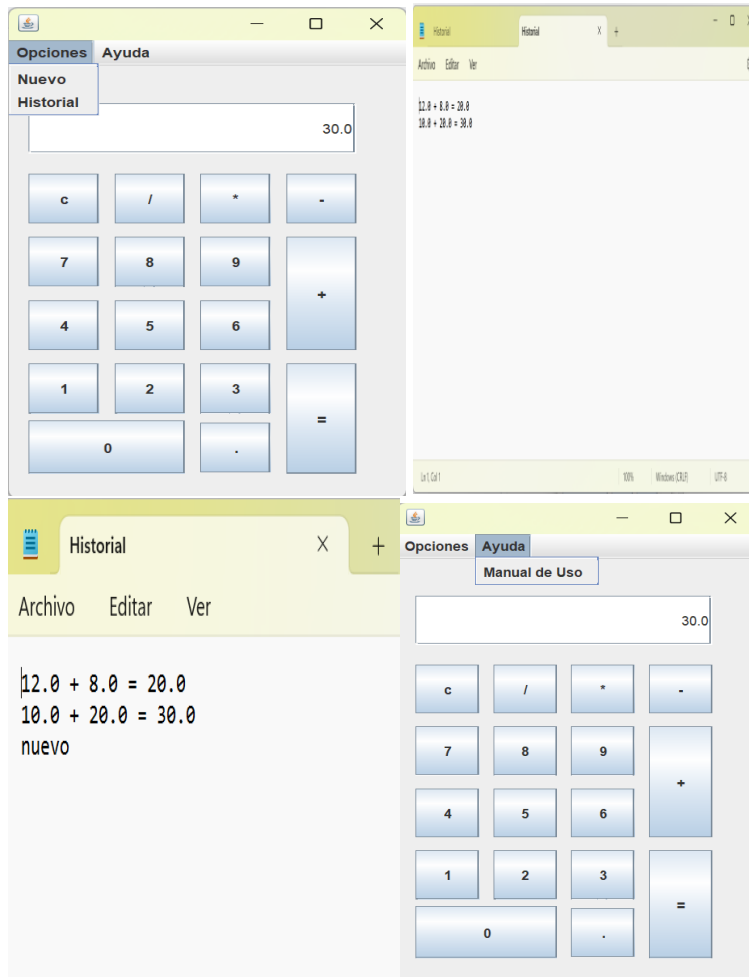 Opciones Ayuda
Nuevo
Historial
30.0
c / * -
7 8 9
+
4 5 6
1 2 3
=
0 .
Historial Historial X +
Archivo Editar Ver
12.0 + 8.0 = 20.0
10.0 + 20.0 = 30.0
Ln 1, Col 1 100% Windows (CRLF) UTF-8
Historial X +
Archivo Editar Ver
12.0 + 8.0 = 20.0
10.0 + 20.0 = 30.0
nuevo
Opciones Ayuda
Manual de Uso
30.0
c / * -
7 8 9
+
4 5 6
1 2 3
=
0 .